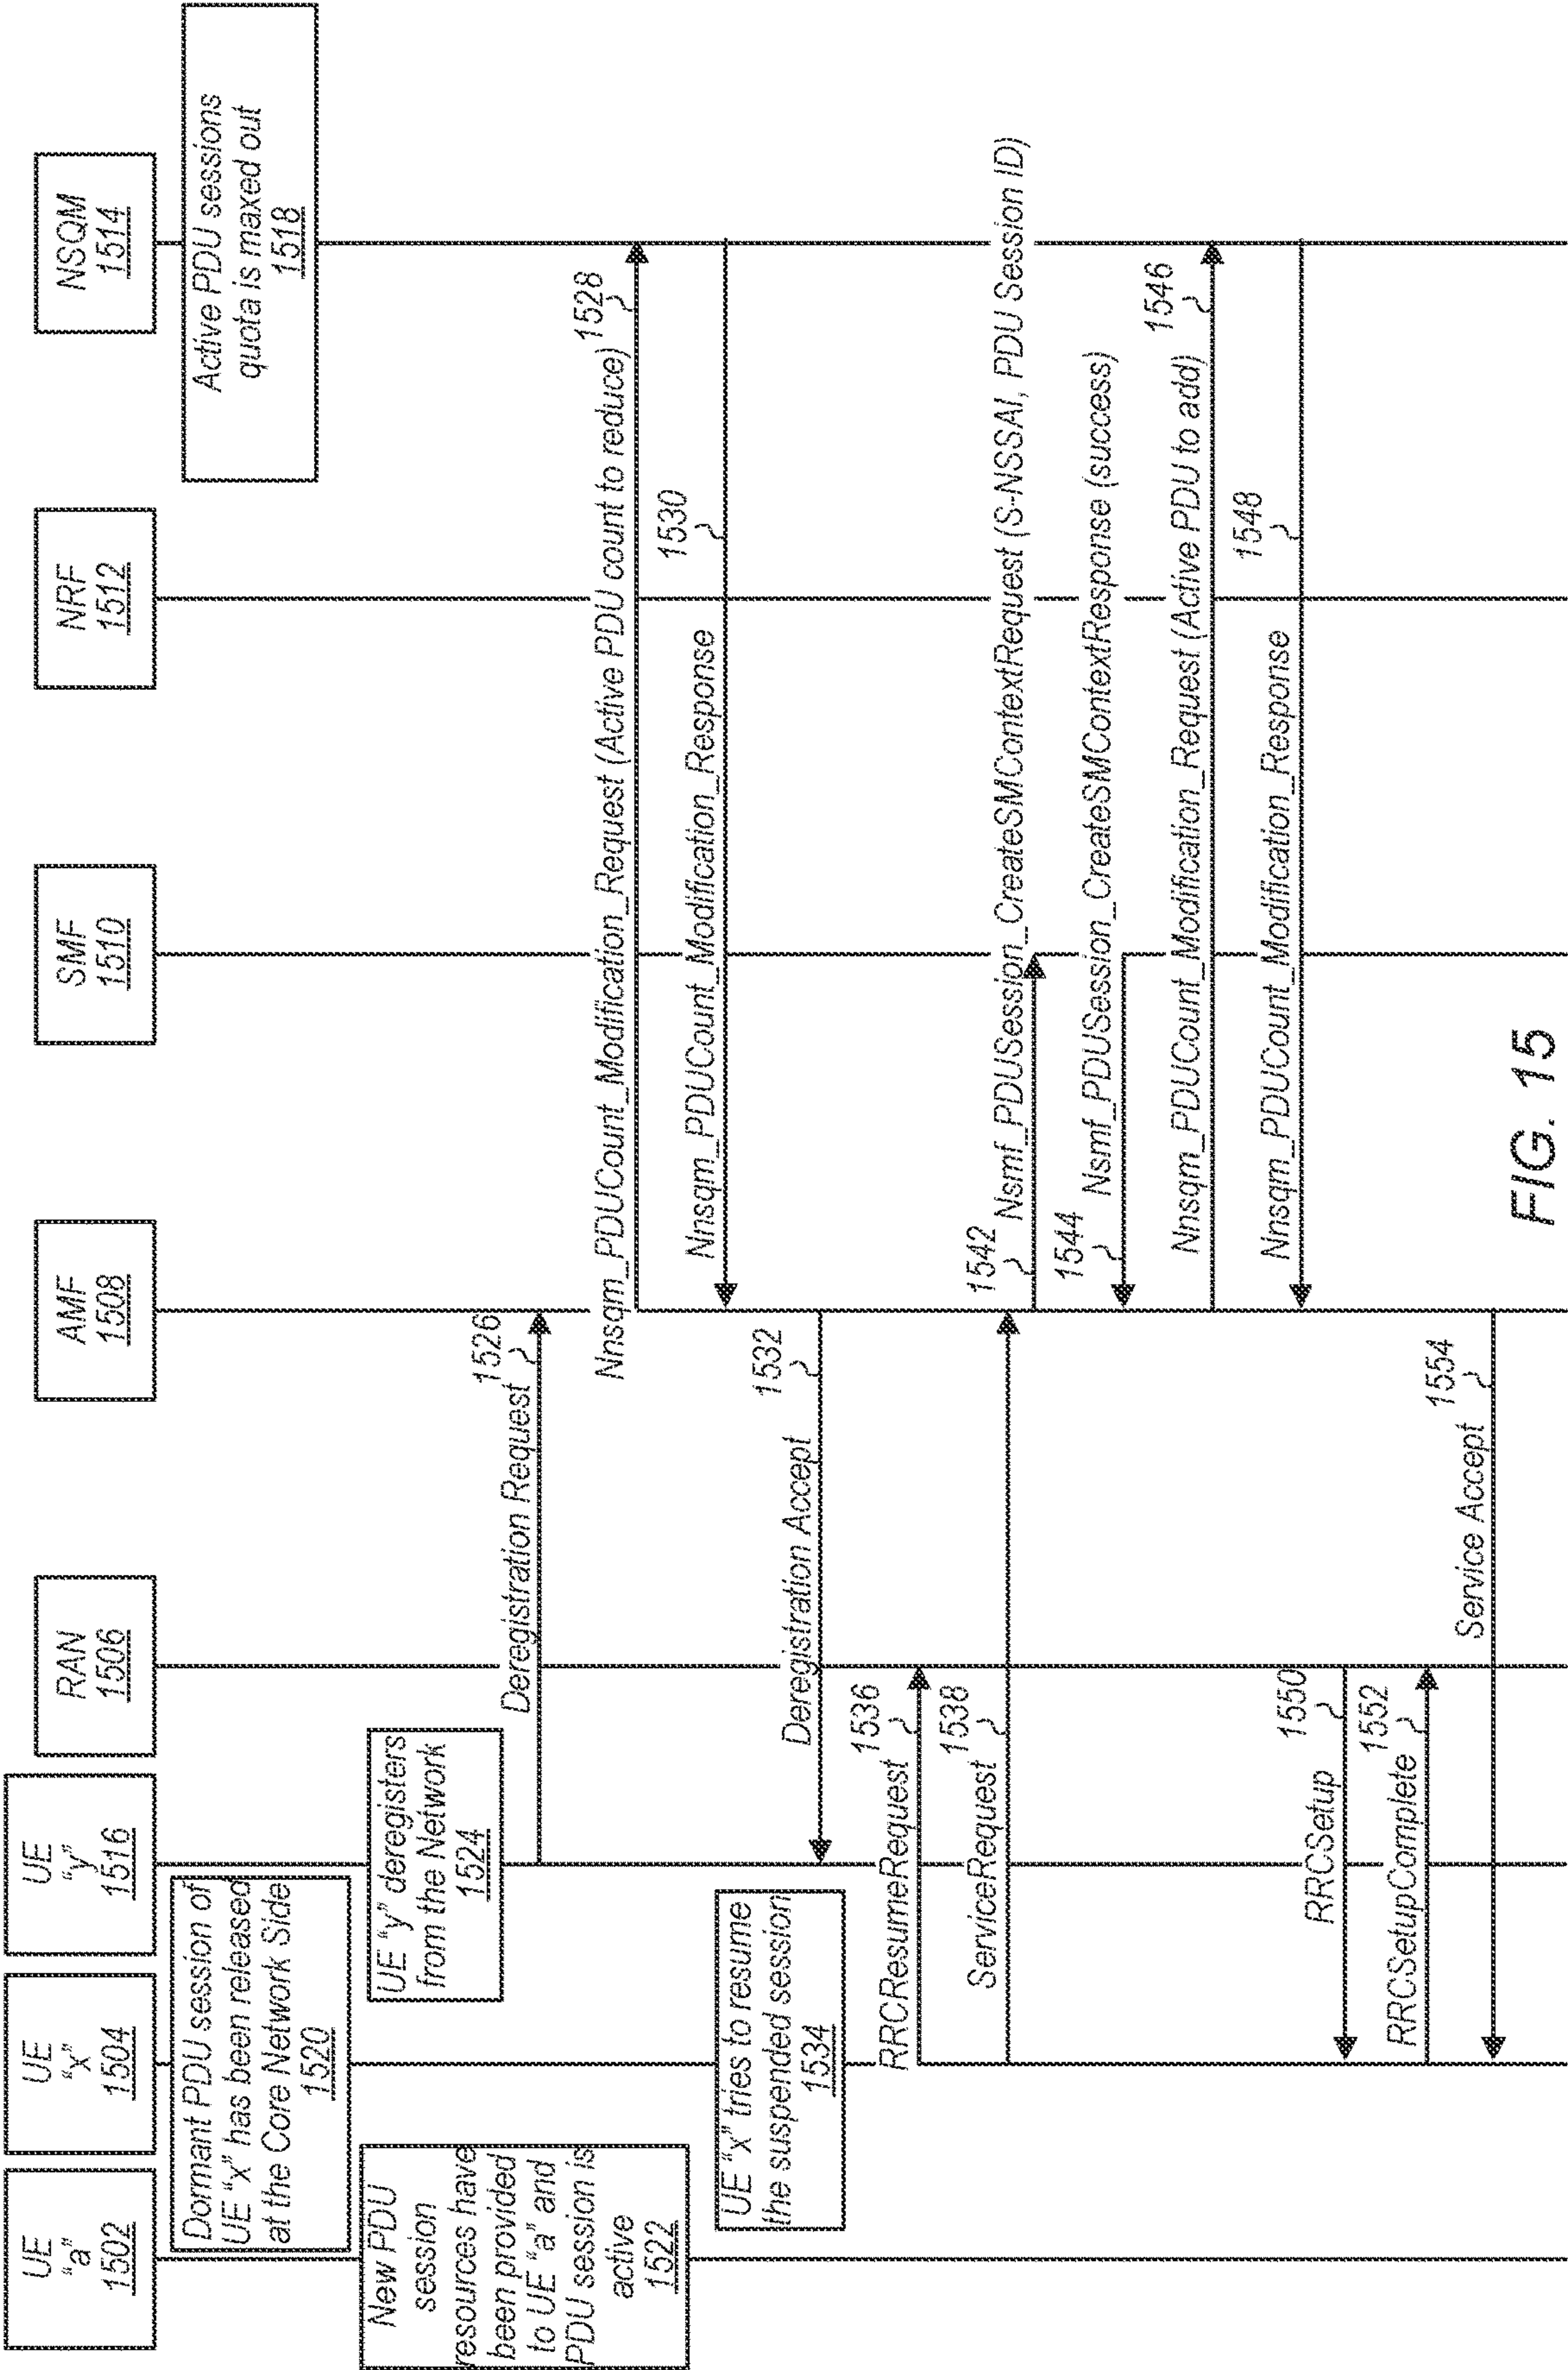 UE
"a"
1502
UE
"x"
1504
UE
"y"
1516
RAN
1506
AMF
1508
SMF
1510
NRF
1512
NSQM
1514
Active PDU sessions
quota is maxed out
1518
Dormant PDU session of
UE "x" has been released
at the Core Network Side
1520
New PDU
session
resources have
been provided
to UE "a" and
PDU session is
active
1522
UE "y" deregisters
from the Network
1524
Deregistration Request
1526
Nnsqm_PDUCount_Modification_Request (Active PDU count to reduce)
1528
Nnsqm_PDUCount_Modification_Response
1530
Deregistration Accept
1532
UE "x" tries to resume
the suspended session
1534
RRCResumeRequest
1536
ServiceRequest
1538
1542
Nsmf_PDUSession_CreateSMContextRequest (S-NSSAI, PDU Session ID)
1544
Nsmf_PDUSession_CreateSMContextResponse (success)
Nnsqm_PDUCount_Modification_Request (Active PDU to add)
1546
Nnsqm_PDUCount_Modification_Response
1548
RRCSetup
1550
RRCSetupComplete
1552
Service Accept
1554
FIG. 15